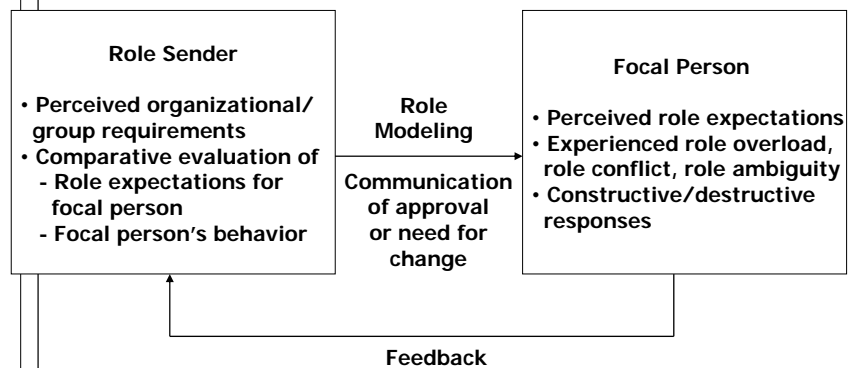 Role Sender
• Perceived organizational/
group requirements
• Comparative evaluation of
- Role expectations for
focal person
- Focal person's behavior
Role
Modeling
Communication
of approval
or need for
change
Focal Person
• Perceived role expectations
• Experienced role overload,
role conflict, role ambiguity
• Constructive/destructive
responses
Feedback